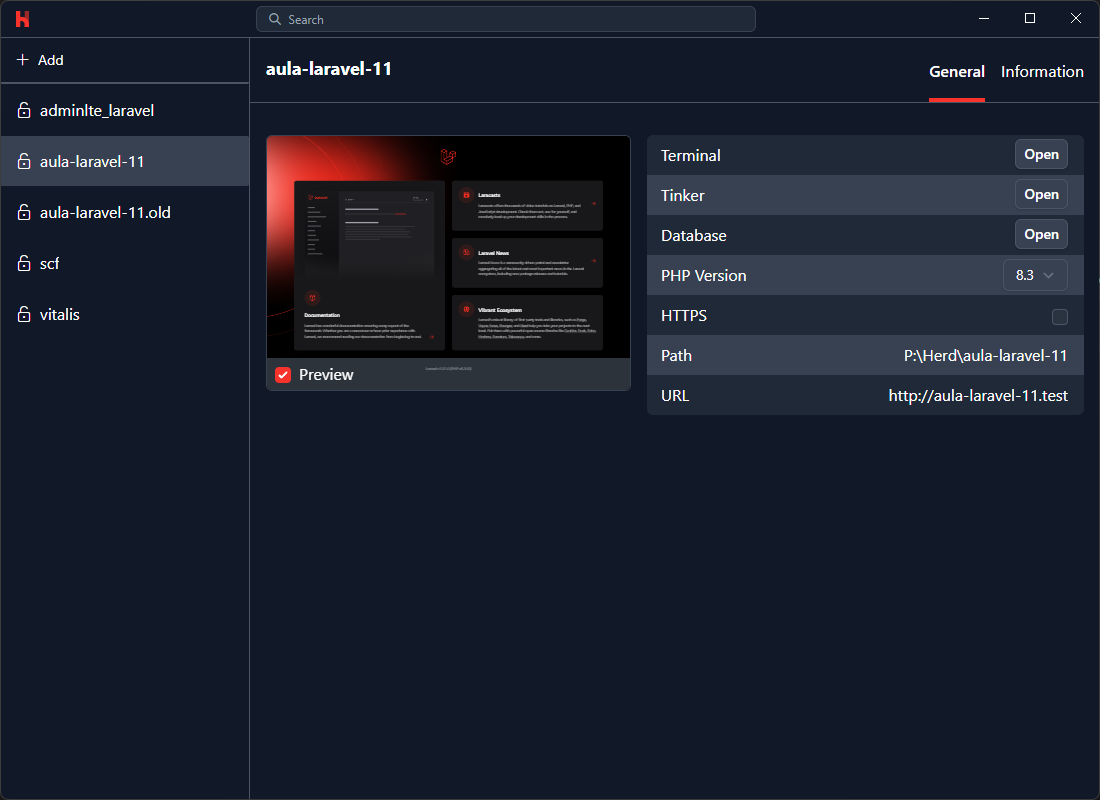 Search
Add
adminlte_laravel
aula-laravel-11
aula-laravel-11.old
scf
vitalis
aula-laravel-11
General
Information
Laracasts
Laravel News
Vibrant Ecosystem
Documentation
Preview
Terminal
Open
Tinker
Open
Database
Open
PHP Version
8.3
HTTPS
Path
P:\Herd\aula-laravel-11
URL
http://aula-laravel-11.test